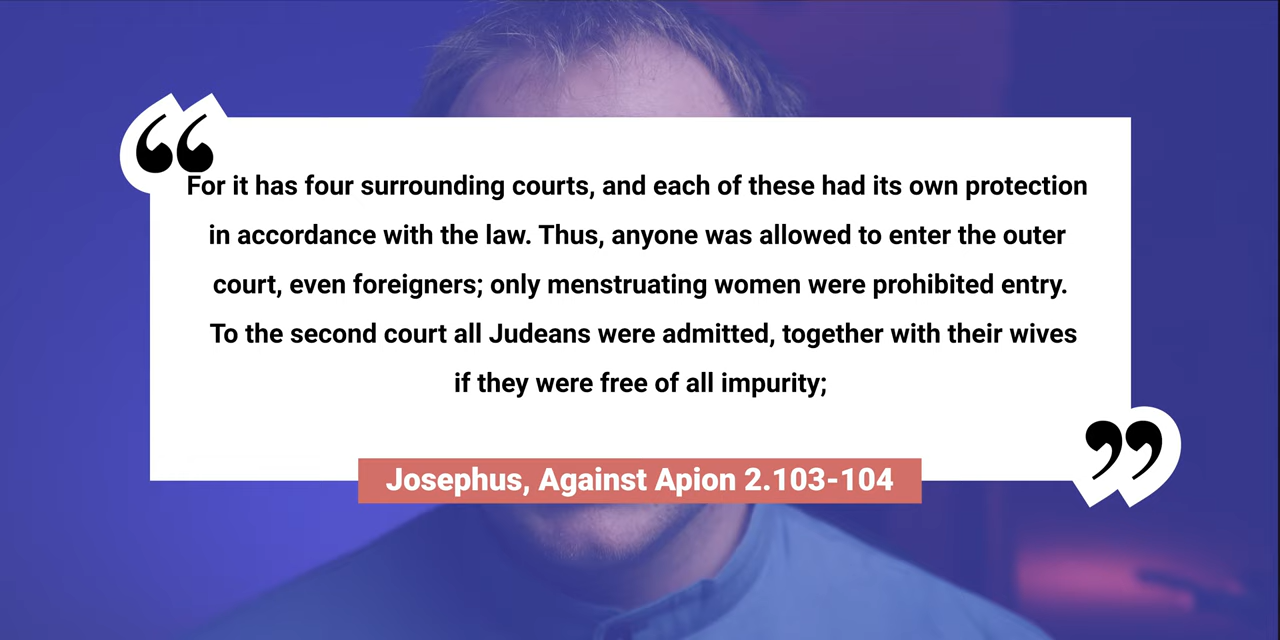 “
For it has four surrounding courts, and each of these had its own protection
in accordance with the law. Thus, anyone was allowed to enter the outer
court, even foreigners; only menstruating women were prohibited entry.
To the second court all Judeans were admitted, together with their wives
if they were free of all impurity;
”
Josephus, Against Apion 2.103-104